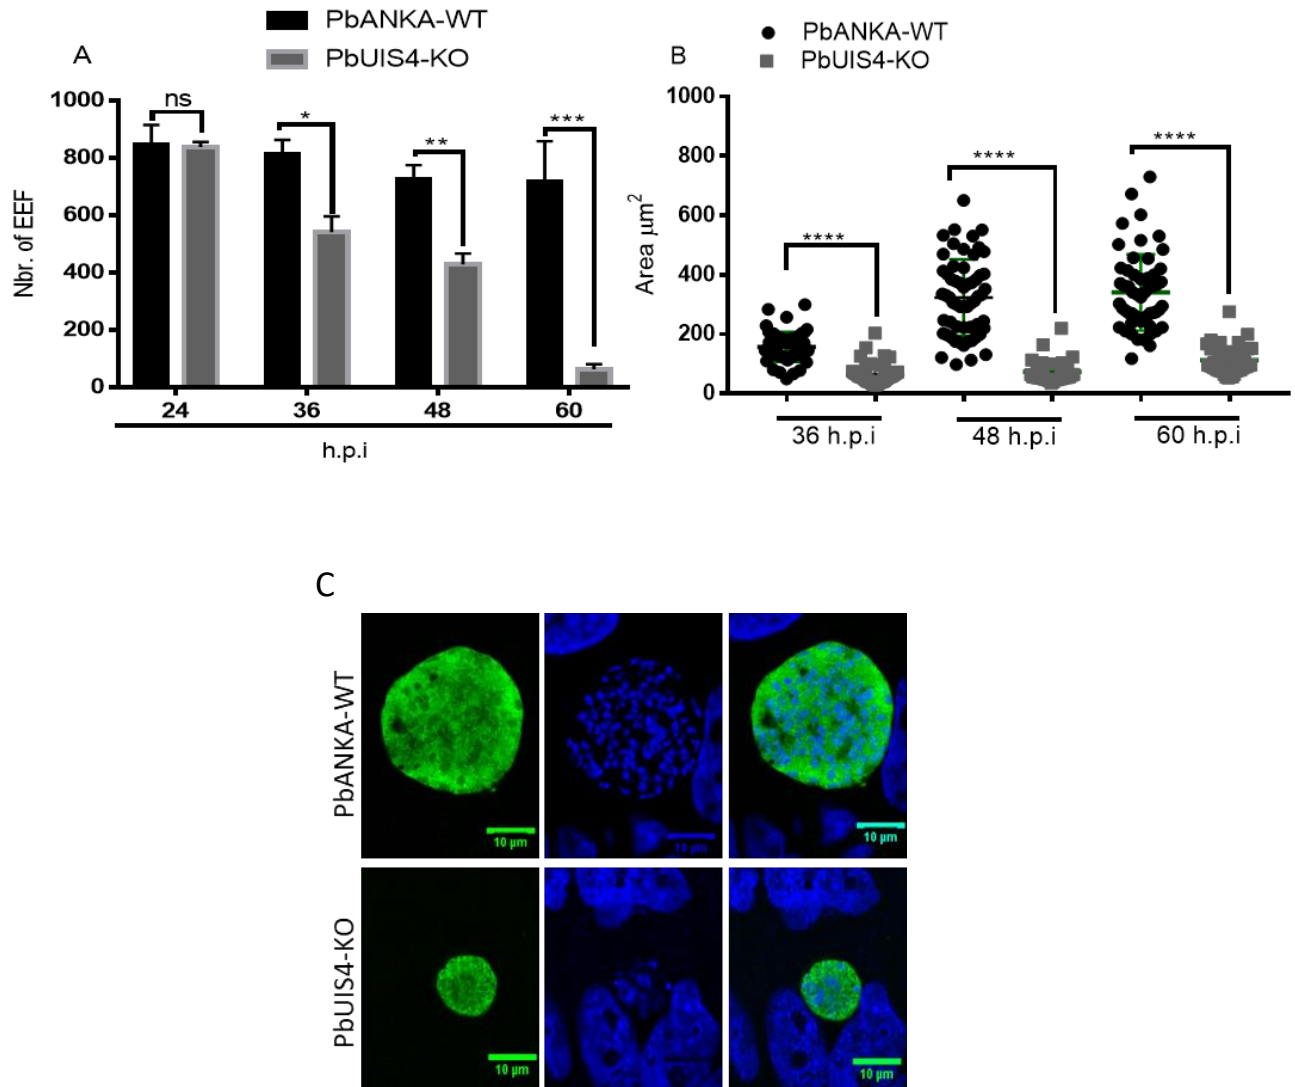 A
PbANKA-WT
PbUIS4-KO
Nbr. of EEF
1000
800
600
400
200
0
ns
*
**
***
24 36 48 60
h.p.i
B
PbANKA-WT
PbUIS4-KO
Area µm²
1000
800
600
400
200
0
****
****
****
36 h.p.i 48 h.p.i 60 h.p.i
C
PbANKA-WT
10 µm 10 µm 10 µm
PbUIS4-KO
10 µm 10 µm